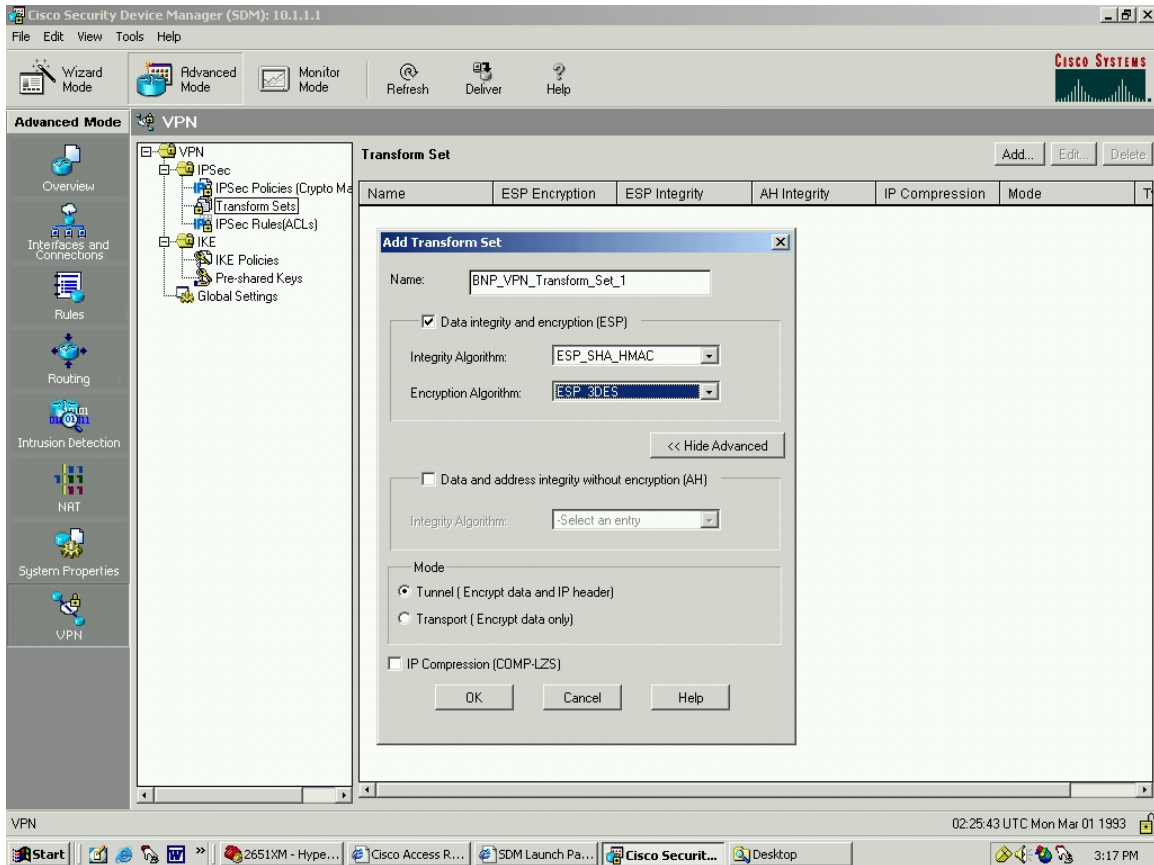 Cisco Security Device Manager (SDM): 10.1.1.1
File Edit View Tools Help
Wizard Mode
Advanced Mode
Monitor Mode
Refresh
Deliver
Help
CISCO SYSTEMS
Advanced Mode
VPN
Overview
Interfaces and Connections
Rules
Routing
Intrusion Detection
NAT
System Properties
VPN
VPN
IPSec
IPSec Policies (Crypto Ma
Transform Sets
IPSec Rules(ACLs)
IKE
IKE Policies
Pre-shared Keys
Global Settings
Transform Set
Add... Edit... Delete
Name ESP Encryption ESP Integrity AH Integrity IP Compression Mode T
Add Transform Set
Name: BNP_VPN_Transform_Set_1
Data integrity and encryption (ESP)
Integrity Algorithm: ESP_SHA_HMAC
Encryption Algorithm: ESP_3DES
<< Hide Advanced
Data and address integrity without encryption (AH)
Integrity Algorithm: -Select an entry
Mode
Tunnel ( Encrypt data and IP header)
Transport ( Encrypt data only)
IP Compression (COMP-LZS)
OK Cancel Help
VPN 02:25:43 UTC Mon Mar 01 1993
Start » 2651XM - Hype... Cisco Access R... SDM Launch Pa... Cisco Securit... Desktop 3:17 PM